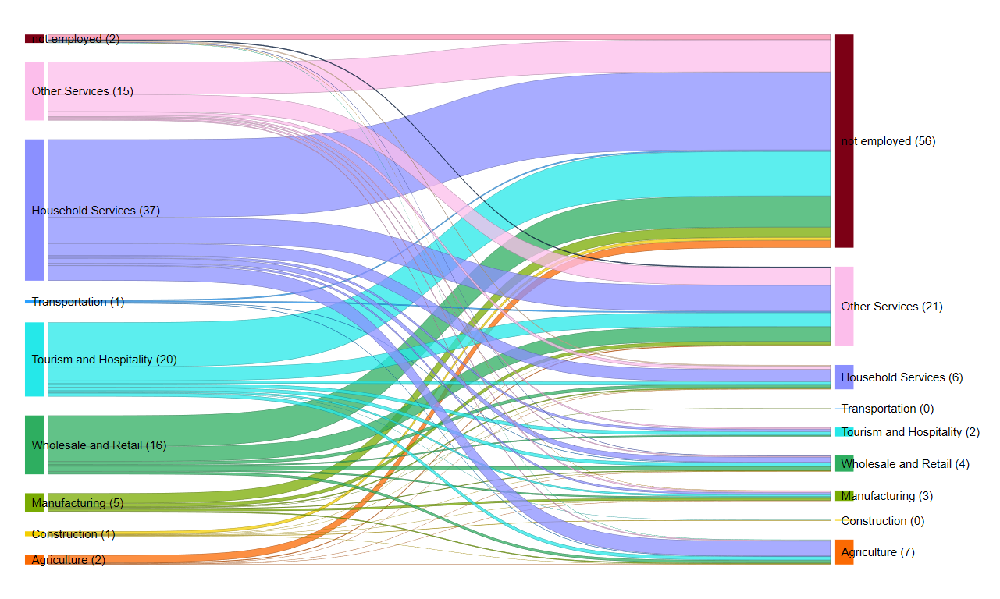 not employed (2)
Other Services (15)
Household Services (37)
Transportation (1)
Tourism and Hospitality (20)
Wholesale and Retail (16)
Manufacturing (5)
Construction (1)
Agriculture (2)
not employed (56)
Other Services (21)
Household Services (6)
Transportation (0)
Tourism and Hospitality (2)
Wholesale and Retail (4)
Manufacturing (3)
Construction (0)
Agriculture (7)